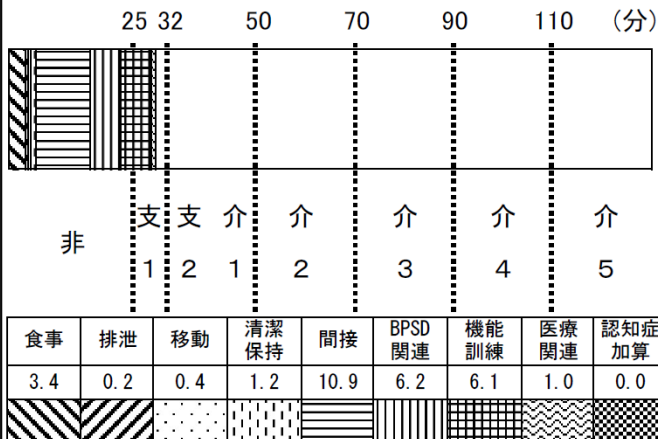 25 32 50 70 90 110 (分)
非 支1 支2 介1 介2 介3 介4 介5
食事 排泄 移動 清潔保持 間接 BPSD関連 機能訓練 医療関連 認知症加算
3.4 0.2 0.4 1.2 10.9 6.2 6.1 1.0 0.0